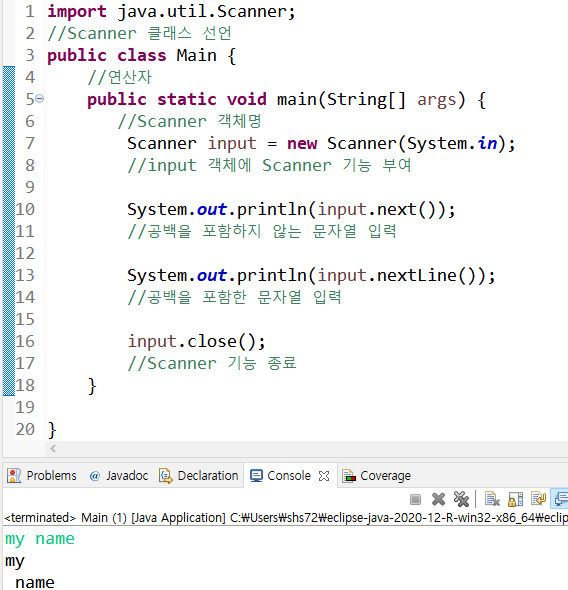 1 import java.util.Scanner;
2 //Scanner 클래스 선언
3 public class Main {
4 //연산자
5 public static void main(String[] args) {
6 //Scanner 객체명
7 Scanner input = new Scanner(System.in);
8 //input 객체에 Scanner 기능 부여
9
10 System.out.println(input.next());
11 //공백을 포함하지 않는 문자열 입력
12
13 System.out.println(input.nextLine());
14 //공백을 포함한 문자열 입력
15
16 input.close();
17 //Scanner 기능 종료
18 }
19
20 }
Problems @ Javadoc Declaration Console Coverage
<terminated> Main (1) [Java Application] C:₩Users₩shs72₩eclipse-java-2020-12-R-win32-x86_64₩eclip
my name
my
name